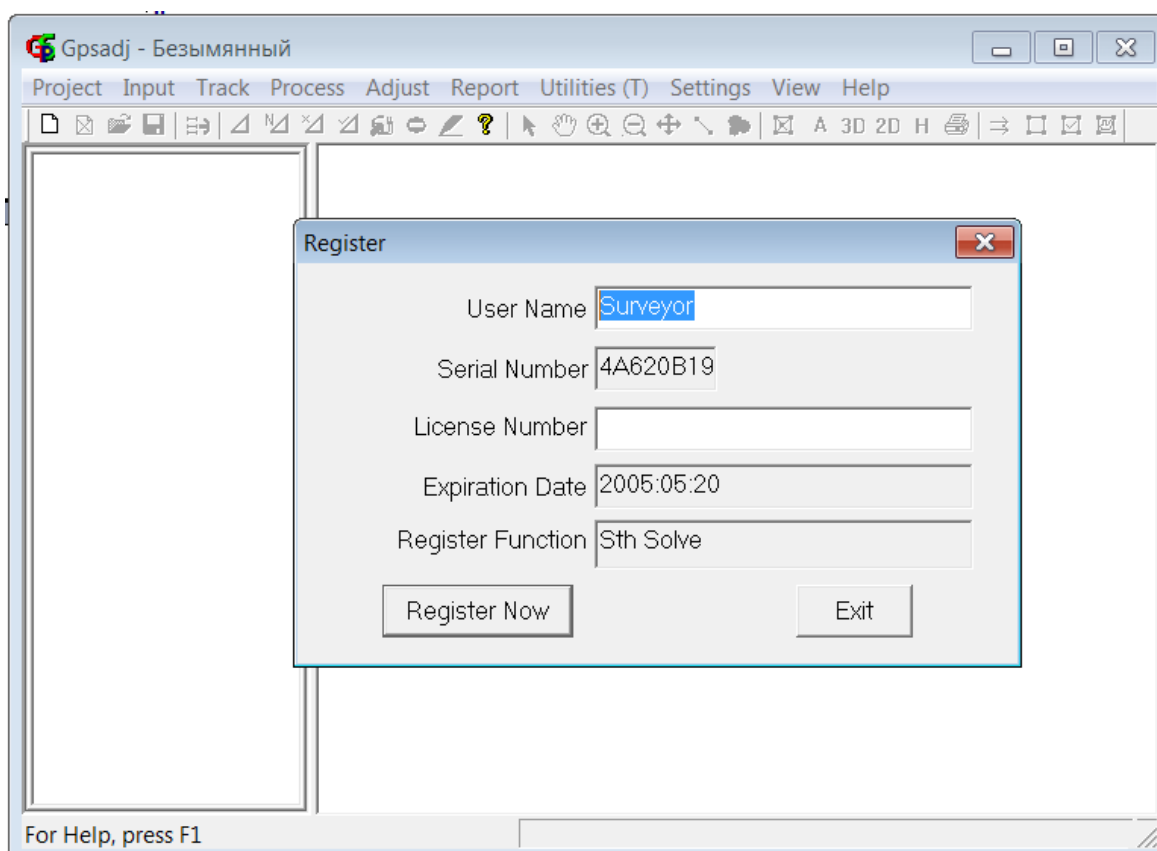 Gpsadj - Безымянный
Project Input Track Process Adjust Report Utilities (T) Settings View Help
A 3D 2D H
Register
User Name Surveyor
Serial Number 4A620B19
License Number
Expiration Date 2005:05:20
Register Function Sth Solve
Register Now Exit
For Help, press F1